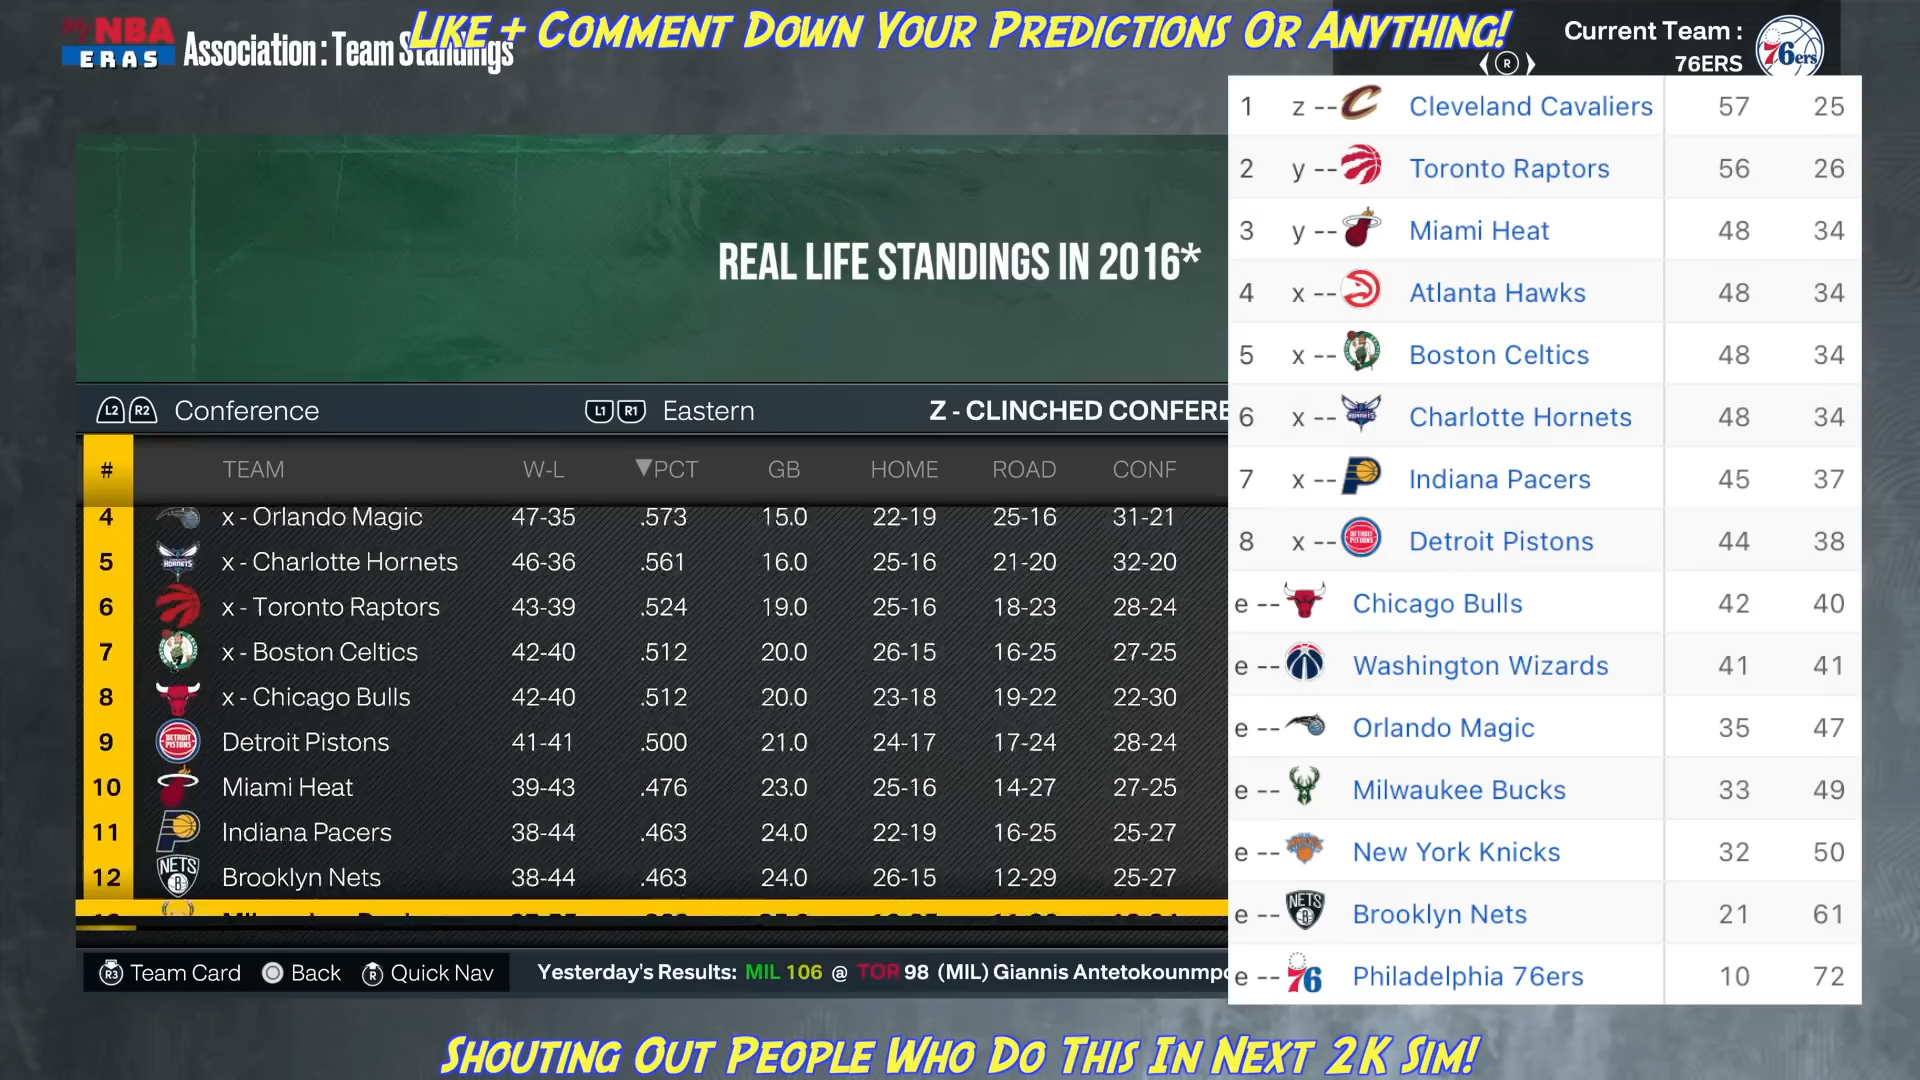 LIKE + COMMENT DOWN YOUR PREDICTIONS OR ANYTHING!
My NBA ERAS
Association : Team Standings
Current Team : 76ERS
R
76ers
REAL LIFE STANDINGS IN 2016*
L2 R2 Conference L1 R1 Eastern Z - CLINCHED CONFERE
# TEAM W-L ▼PCT GB HOME ROAD CONF
4 x - Orlando Magic 47-35 .573 15.0 22-19 25-16 31-21
5 x - Charlotte Hornets 46-36 .561 16.0 25-16 21-20 32-20
6 x - Toronto Raptors 43-39 .524 19.0 25-16 18-23 28-24
7 x - Boston Celtics 42-40 .512 20.0 26-15 16-25 27-25
8 x - Chicago Bulls 42-40 .512 20.0 23-18 19-22 22-30
9 Detroit Pistons 41-41 .500 21.0 24-17 17-24 28-24
10 Miami Heat 39-43 .476 23.0 25-16 14-27 27-25
11 Indiana Pacers 38-44 .463 24.0 22-19 16-25 25-27
12 Brooklyn Nets 38-44 .463 24.0 26-15 12-29 25-27
R3 Team Card Back R Quick Nav Yesterday's Results: MIL 106 @ TOR 98 (MIL) Giannis Antetokounmpo
1 z -- Cleveland Cavaliers 57 25
2 y -- Toronto Raptors 56 26
3 y -- Miami Heat 48 34
4 x -- Atlanta Hawks 48 34
5 x -- Boston Celtics 48 34
6 x -- Charlotte Hornets 48 34
7 x -- Indiana Pacers 45 37
8 x -- Detroit Pistons 44 38
e -- Chicago Bulls 42 40
e -- Washington Wizards 41 41
e -- Orlando Magic 35 47
e -- Milwaukee Bucks 33 49
e -- New York Knicks 32 50
e -- Brooklyn Nets 21 61
e -- Philadelphia 76ers 10 72
SHOUTING OUT PEOPLE WHO DO THIS IN NEXT 2K SIM!